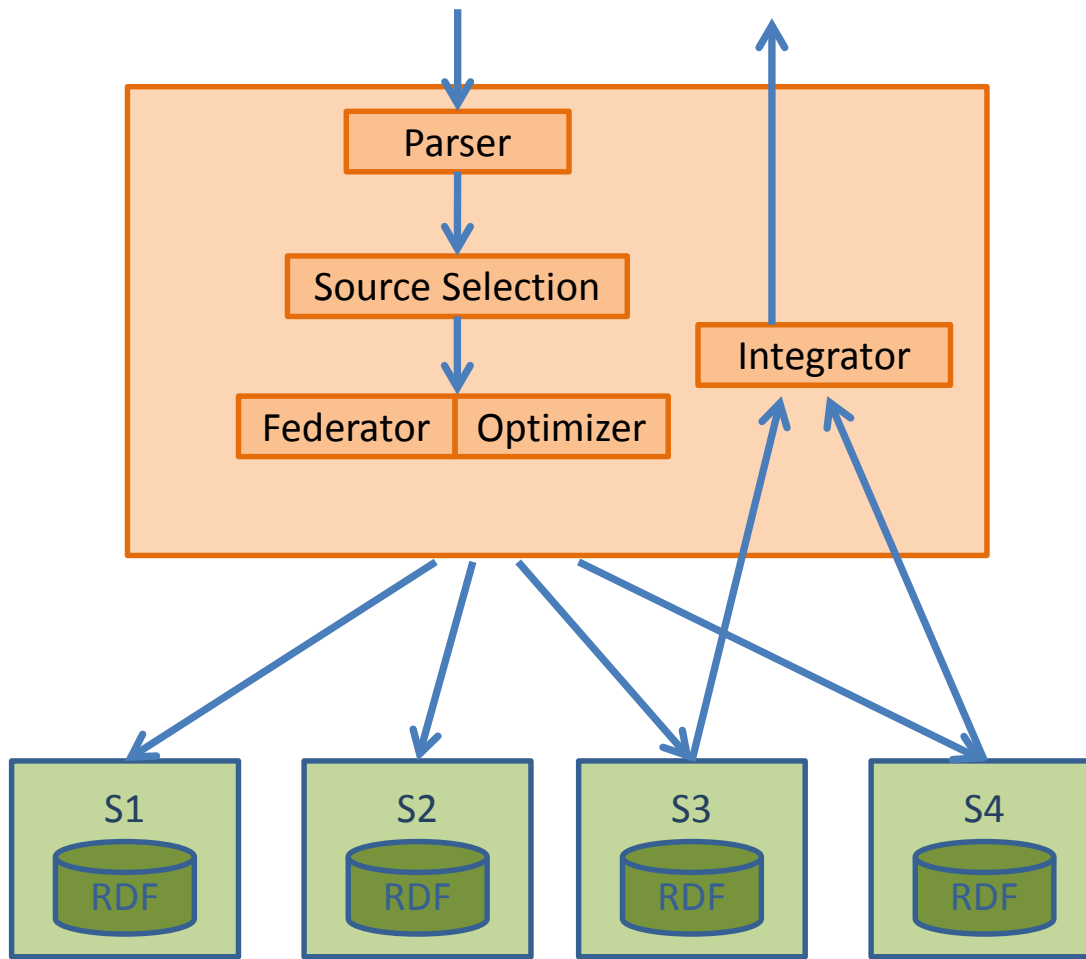 Parser
Source Selection
Integrator
Federator
Optimizer
S1
S2
S3
S4
RDF
RDF
RDF
RDF